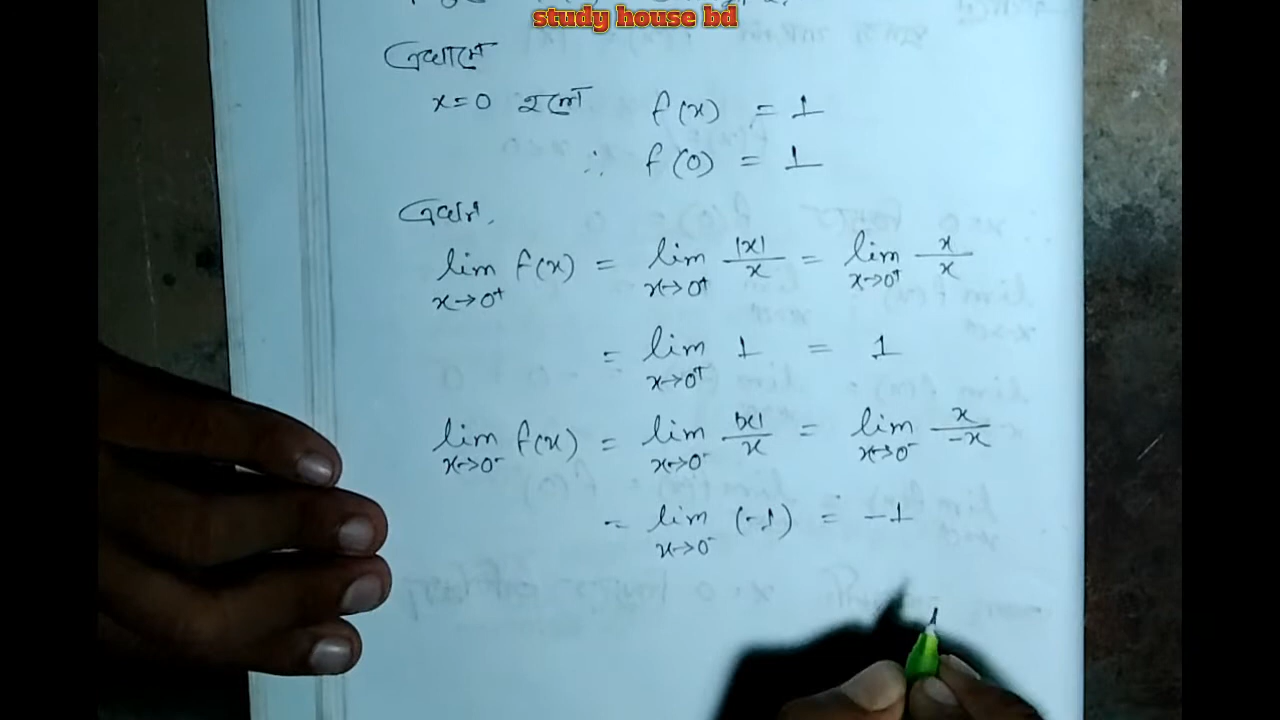 study house bd
এখানে
x=0 হলে f(x) = 1
∴ f(0) = 1
এখন,
lim x→0⁺ f(x) = lim x→0⁺ |x|/x = lim x→0⁺ x/x
= lim x→0⁺ 1 = 1
lim x→0⁻ f(x) = lim x→0⁻ |x|/x = lim x→0⁻ x/-x
= lim x→0⁻ (-1) = -1